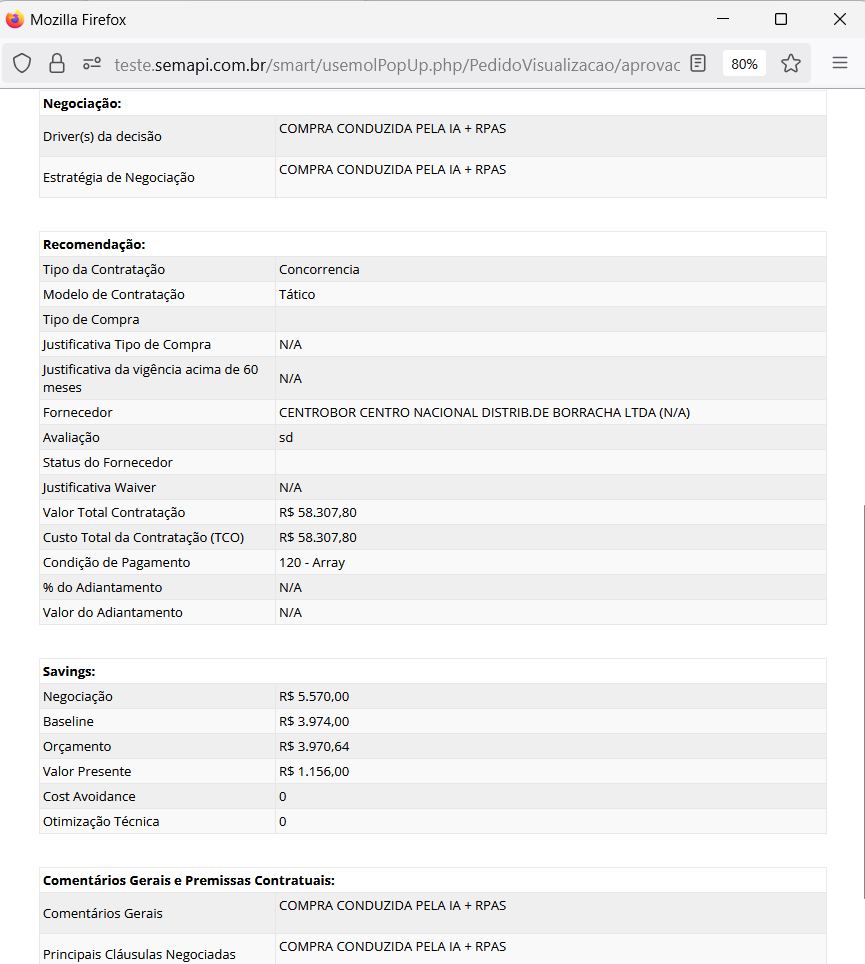 Mozilla Firefox
teste.semapi.com.br/smart/usemolPopUp.php/PedidoVisualizacao/aprovac
80%
Negociação:
Driver(s) da decisão
COMPRA CONDUZIDA PELA IA + RPAS
Estratégia de Negociação
COMPRA CONDUZIDA PELA IA + RPAS
Recomendação:
Tipo da Contratação Concorrencia
Modelo de Contratação Tático
Tipo de Compra
Justificativa Tipo de Compra N/A
Justificativa da vigência acima de 60
meses
N/A
Fornecedor CENTROBOR CENTRO NACIONAL DISTRIB.DE BORRACHA LTDA (N/A)
Avaliação sd
Status do Fornecedor
Justificativa Waiver N/A
Valor Total Contratação R$ 58.307,80
Custo Total da Contratação (TCO) R$ 58.307,80
Condição de Pagamento 120 - Array
% do Adiantamento N/A
Valor do Adiantamento N/A
Savings:
Negociação R$ 5.570,00
Baseline R$ 3.974,00
Orçamento R$ 3.970,64
Valor Presente R$ 1.156,00
Cost Avoidance 0
Otimização Técnica 0
Comentários Gerais e Premissas Contratuais:
Comentários Gerais
COMPRA CONDUZIDA PELA IA + RPAS
Principais Cláusulas Negociadas
COMPRA CONDUZIDA PELA IA + RPAS